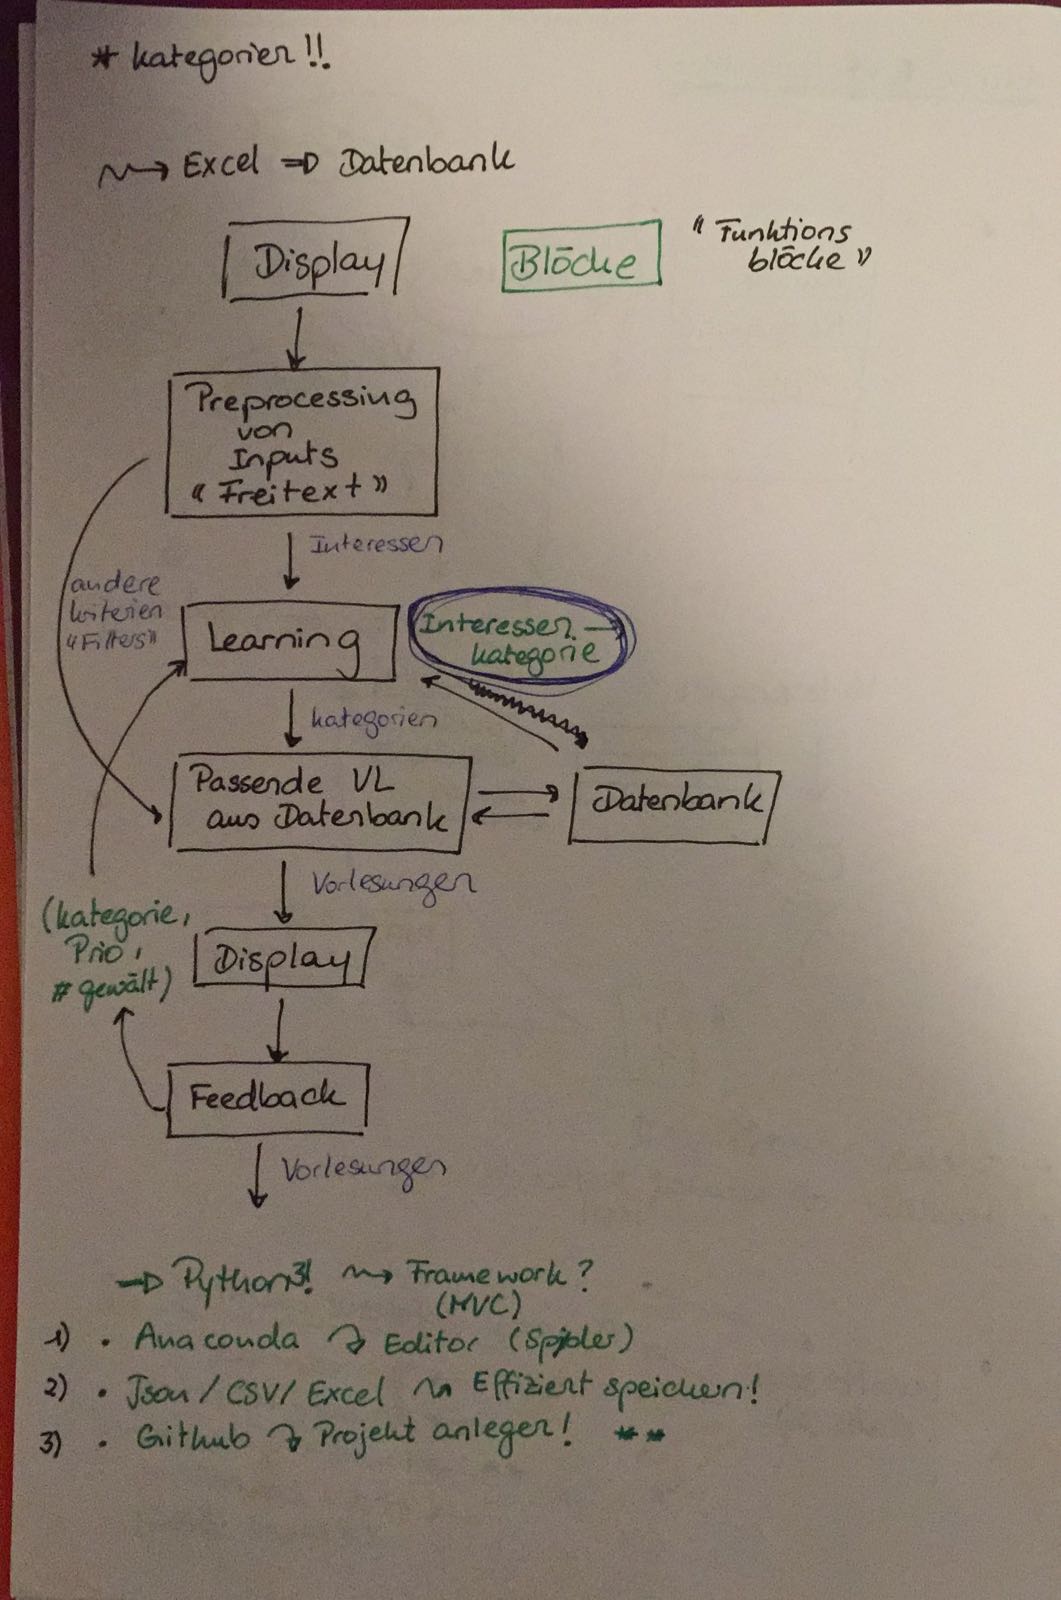 * kategorien!!
Excel ⇒ Datenbank
Display
Blöcke
"Funktions
blöcke"
Preprocessing
von
Inputs
"Freitext"
Interessen
andere
kriterien
"Filters"
Learning
Interessen →
kategorie
kategorien
Passende VL
aus Datenbank
Datenbank
Vorlesungen
(kategorie,
Prio,
# gewält)
Display
Feedback
Vorlesungen
⇒ Python3! ⇝ Framework?
(MVC)
1) • Anaconda ↷ Editor (Spyder)
2) • Json / CSV / Excel ⇝ Effizient speichern!
3) • Github ↷ Projekt anlegen! **